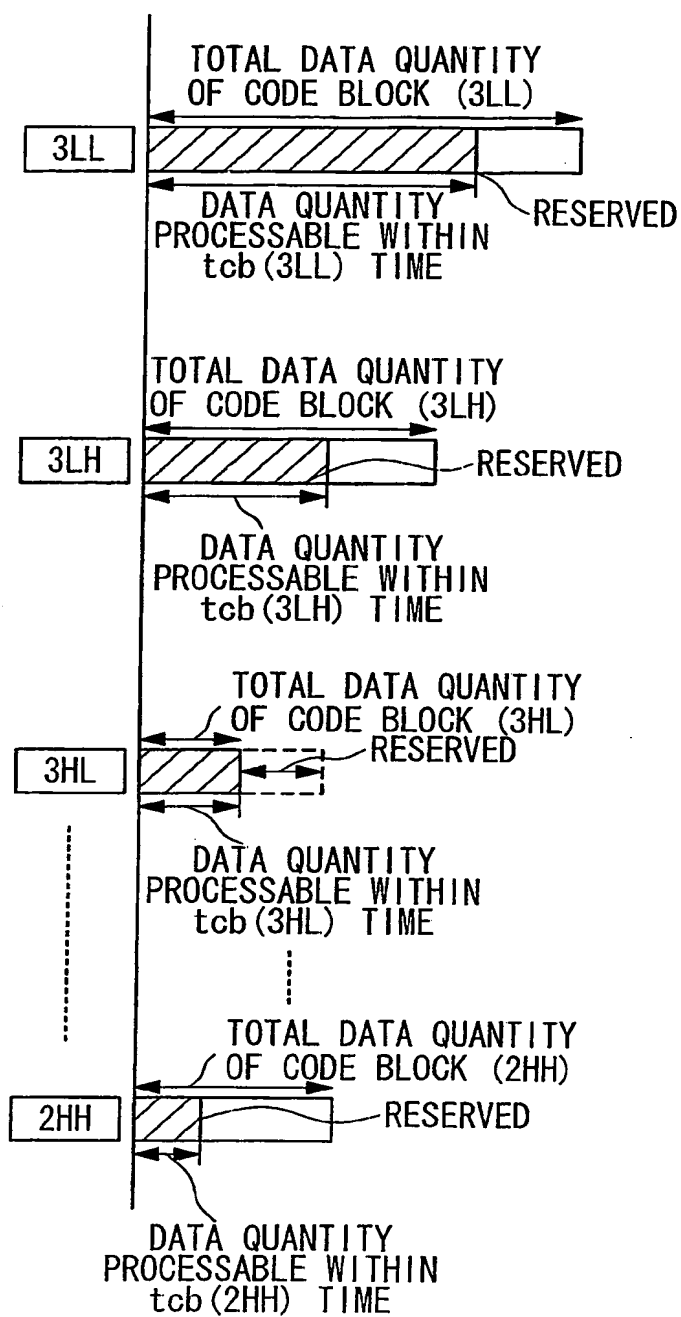 TOTAL DATA QUANTITY
OF CODE BLOCK (3LL)
3LL
RESERVED
DATA QUANTITY
PROCESSABLE WITHIN
tcb(3LL) TIME
TOTAL DATA QUANTITY
OF CODE BLOCK (3LH)
3LH
RESERVED
DATA QUANTITY
PROCESSABLE WITHIN
tcb(3LH) TIME
TOTAL DATA QUANTITY
OF CODE BLOCK (3HL)
RESERVED
3HL
DATA QUANTITY
PROCESSABLE WITHIN
tcb(3HL) TIME
TOTAL DATA QUANTITY
OF CODE BLOCK (2HH)
2HH
RESERVED
DATA QUANTITY
PROCESSABLE WITHIN
tcb(2HH) TIME